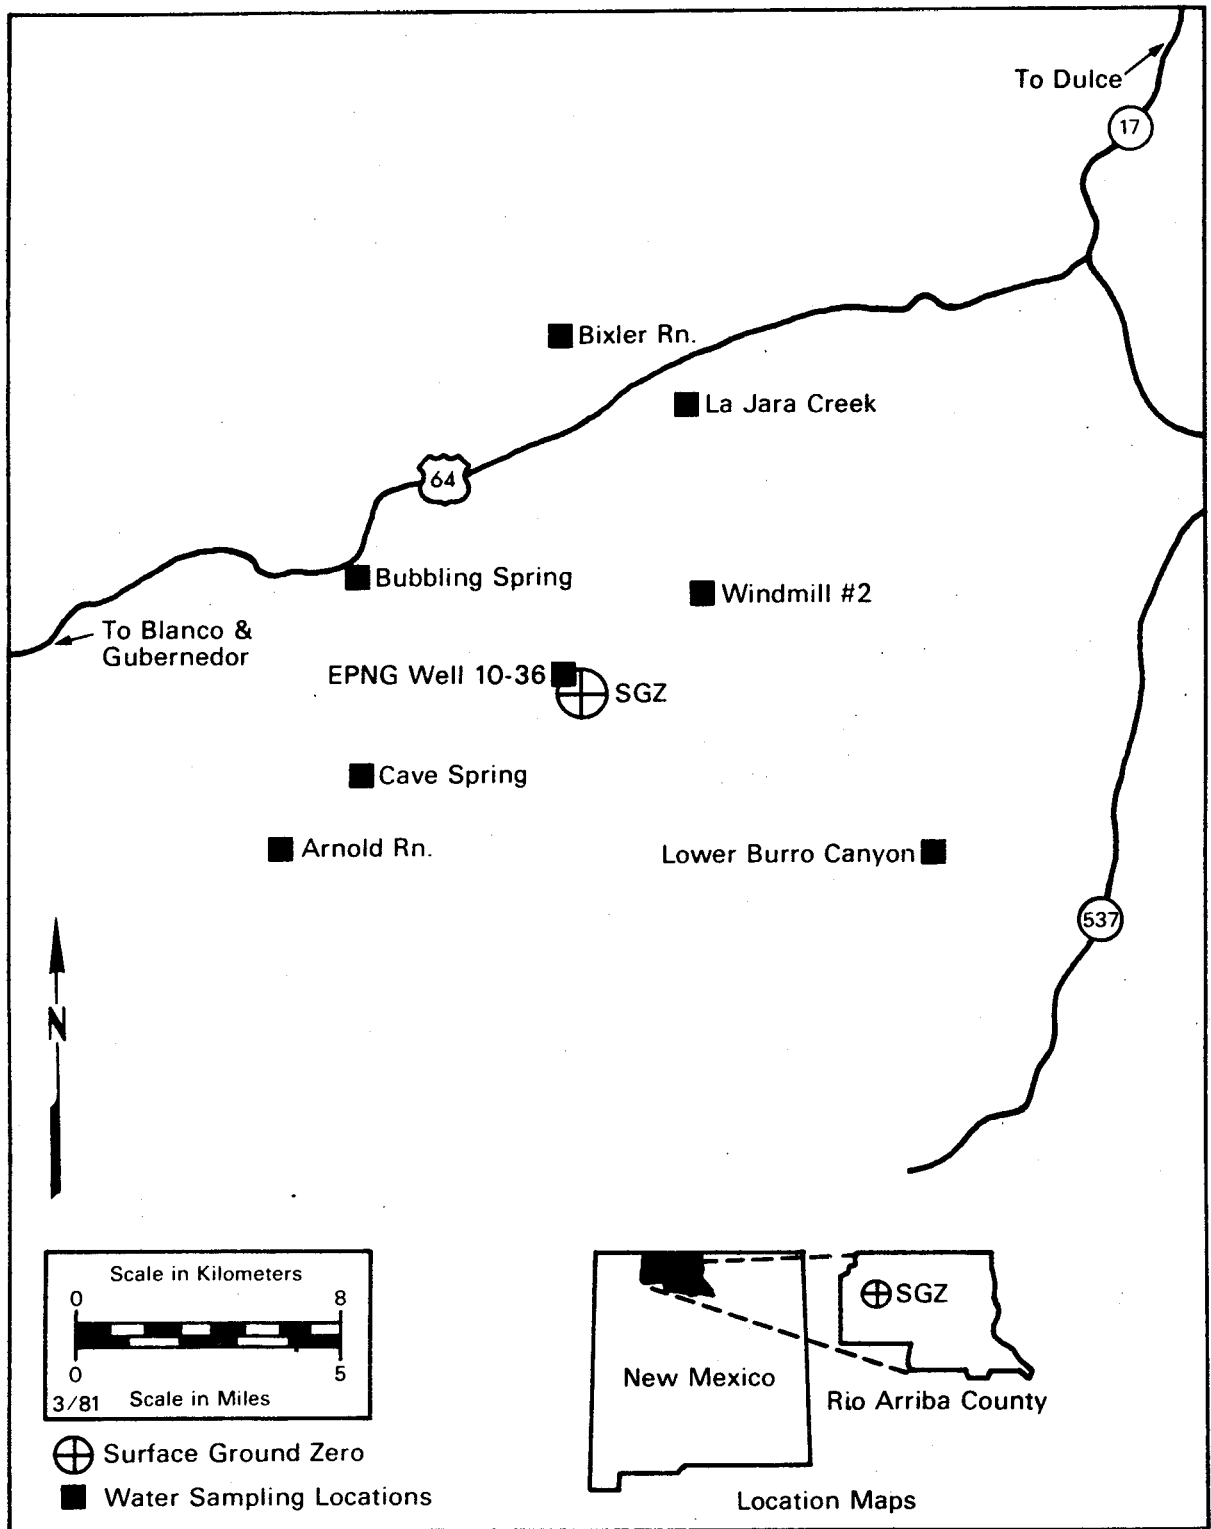 To Dulce
17
Bixler Rn.
La Jara Creek
64
Bubbling Spring
Windmill #2
To Blanco &
Gubernedor
EPNG Well 10-36
SGZ
Cave Spring
Arnold Rn.
Lower Burro Canyon
537
N
Scale in Kilometers
0 8
0 5
3/81 Scale in Miles
Surface Ground Zero
Water Sampling Locations
SGZ
New Mexico
Rio Arriba County
Location Maps